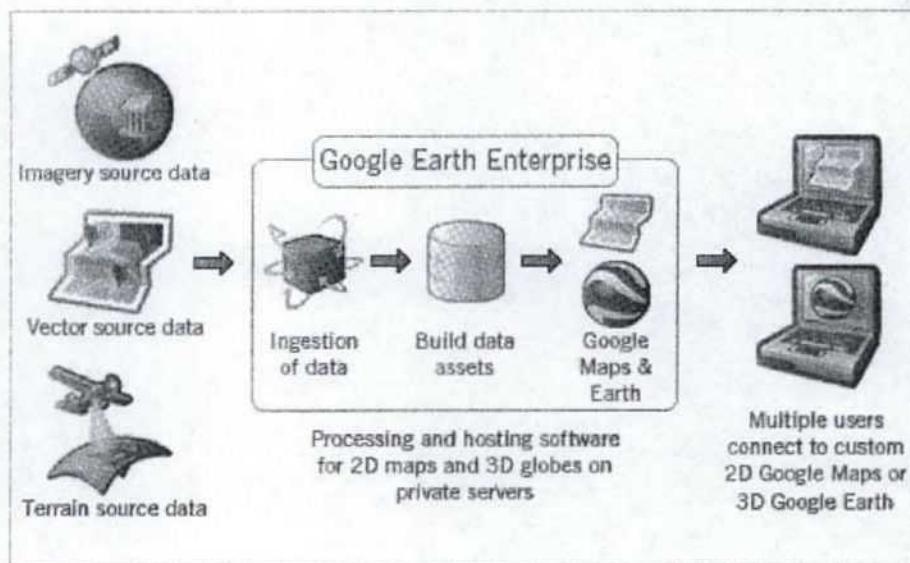 Imagery source data
Vector source data
Terrain source data
Google Earth Enterprise
Ingestion
of data
Build data
assets
Google
Maps &
Earth
Processing and hosting software
for 2D maps and 3D globes on
private servers
Multiple users
connect to custom
2D Google Maps or
3D Google Earth